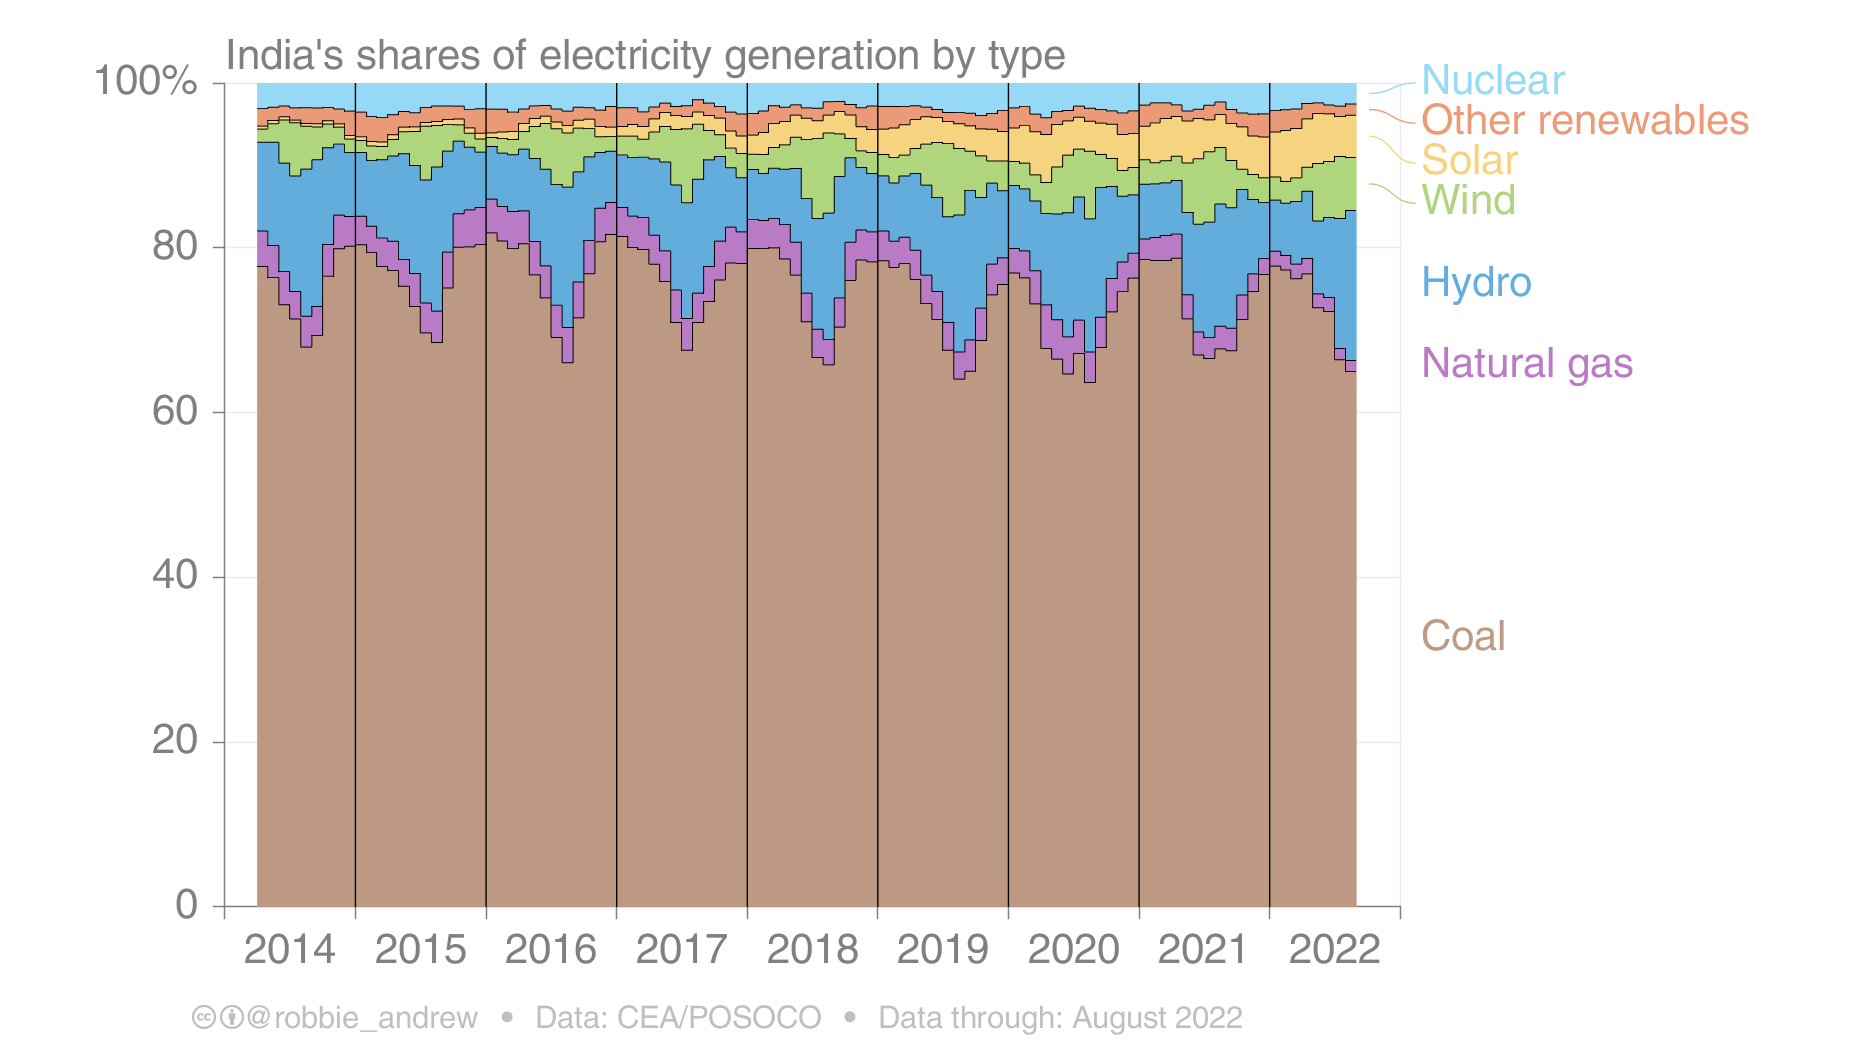 India's shares of electricity generation by type
100%
80
60
40
20
0
2014 2015 2016 2017 2018 2019 2020 2021 2022
Nuclear
Other renewables
Solar
Wind
Hydro
Natural gas
Coal
cc @robbie_andrew • Data: CEA/POSOCO • Data through: August 2022